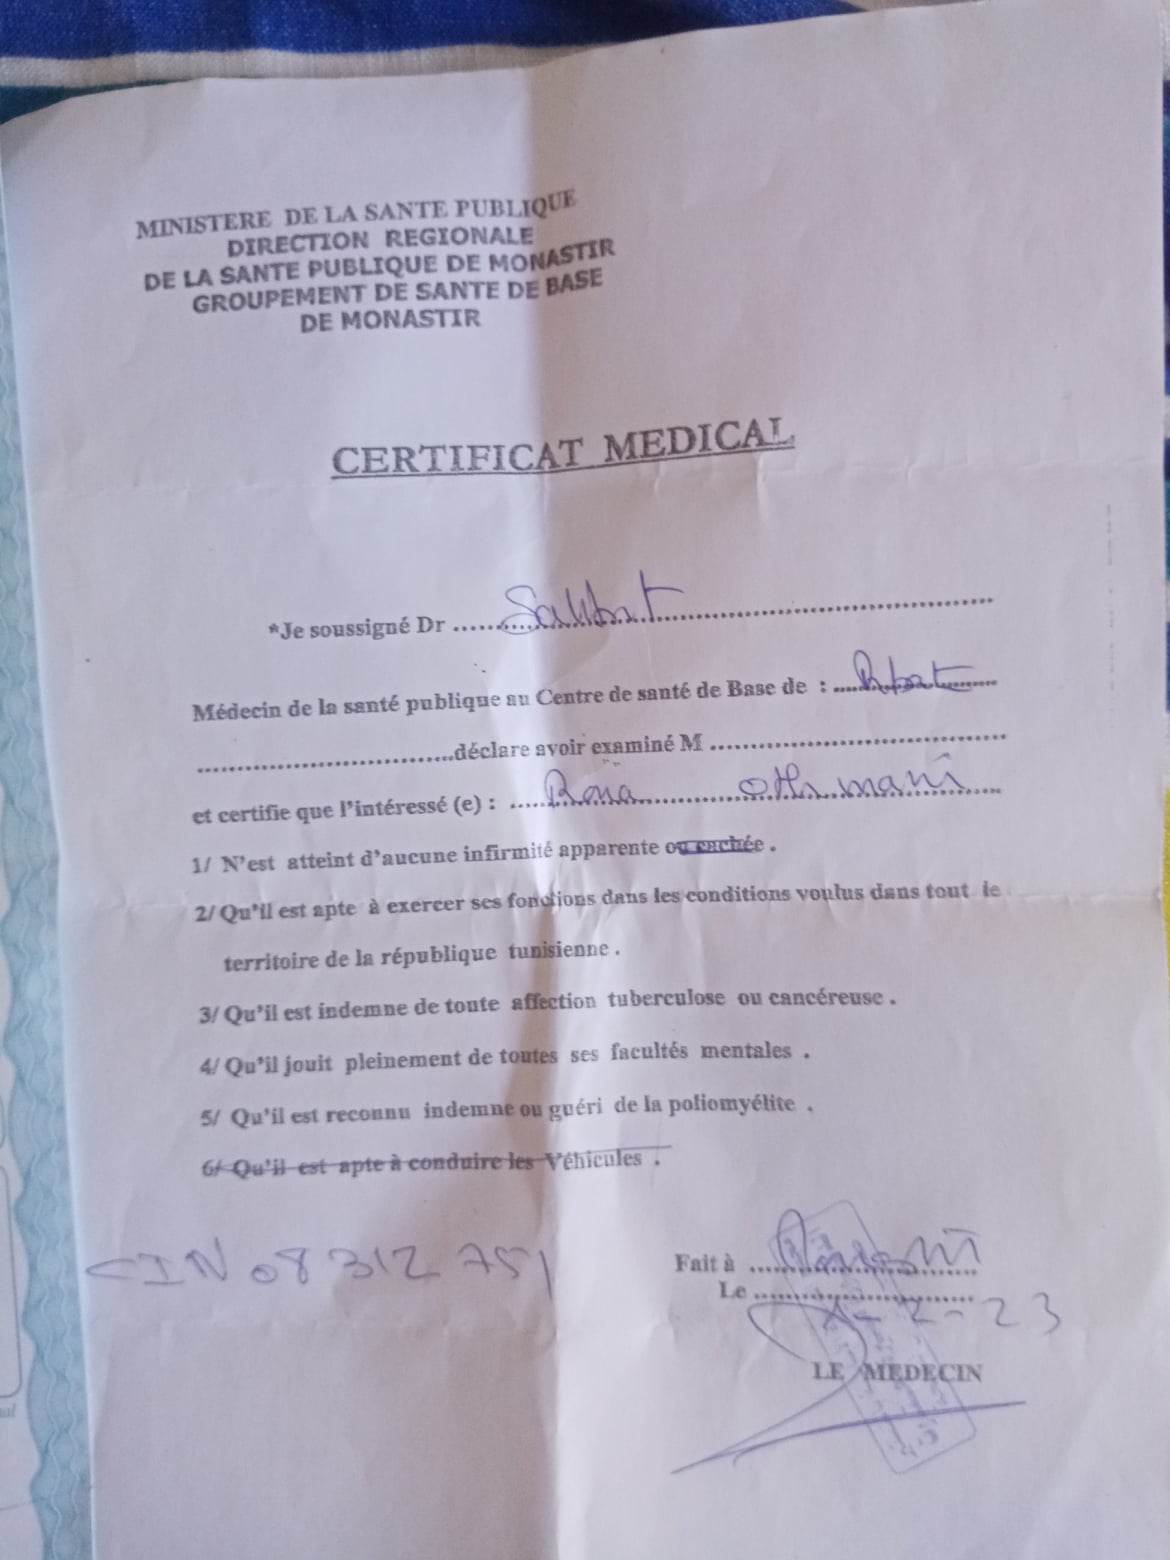 MINISTERE DE LA SANTE PUBLIQUE
DIRECTION REGIONALE
DE LA SANTE PUBLIQUE DE MONASTIR
GROUPEMENT DE SANTE DE BASE
DE MONASTIR
CERTIFICAT MEDICAL
*Je soussigné Dr ..........
Médecin de la santé publique au Centre de santé de Base de : ..........
..........déclare avoir examiné M ..........
et certifie que l'intéressé (e) : .......... othmani
1/ N'est atteint d'aucune infirmité apparente ou cachée .
2/ Qu'il est apte à exercer ses fonctions dans les conditions voulus dans tout le
territoire de la république tunisienne .
3/ Qu'il est indemne de toute affection tuberculose ou cancéreuse .
4/ Qu'il jouit pleinement de toutes ses facultés mentales .
5/ Qu'il est reconnu indemne ou guéri de la poliomyélite .
6/ Qu'il est apte à conduire les Véhicules .
CIN 08312751
Fait à ..........
Le ..........
LE MEDECIN